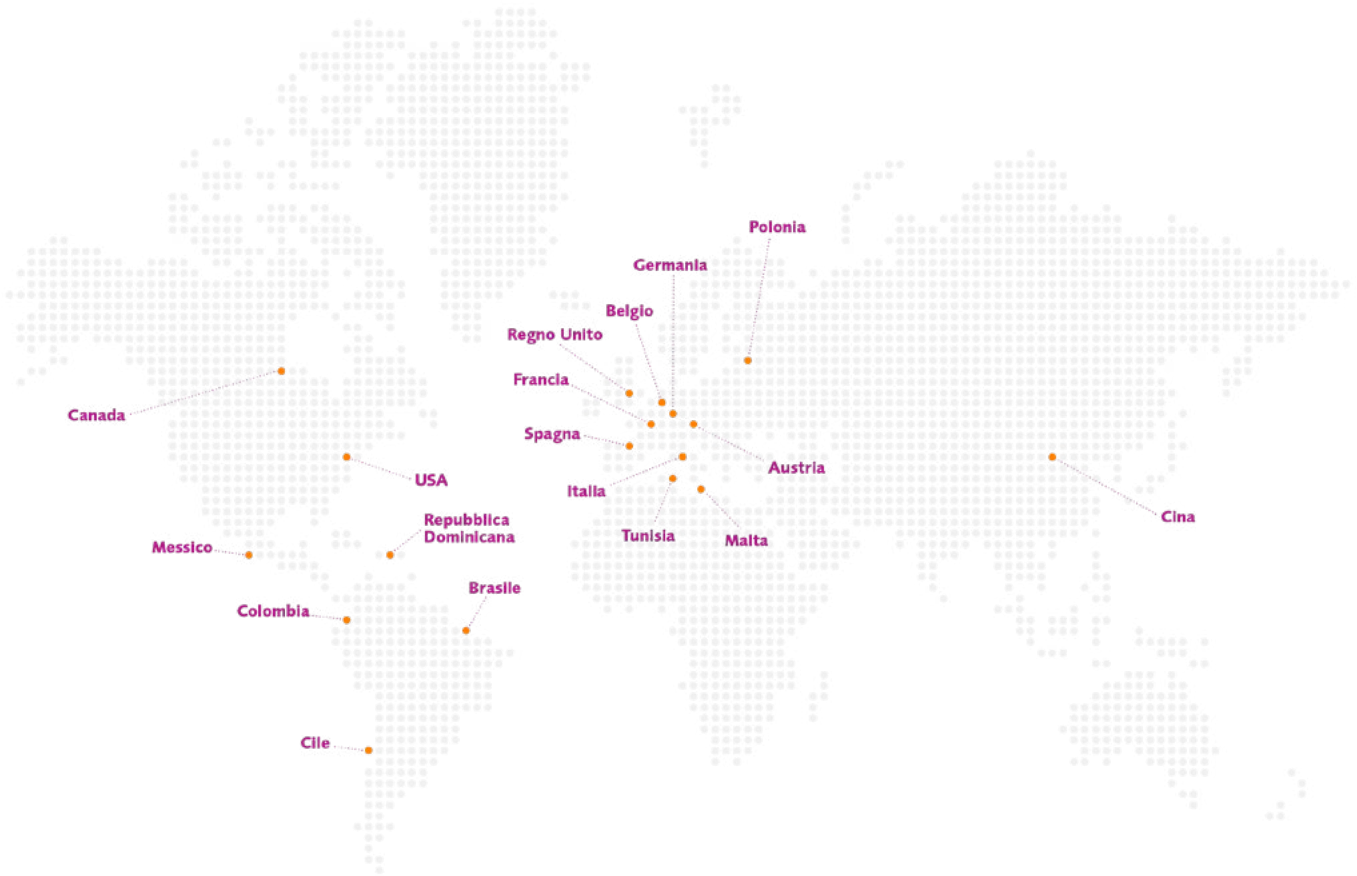 Polonia
Germania
Belgio
Regno Unito
Francia
Canada
Spagna
Austria
USA
Italia
Cina
Repubblica
Dominicana
Tunisia
Malta
Messico
Brasile
Colombia
Cile